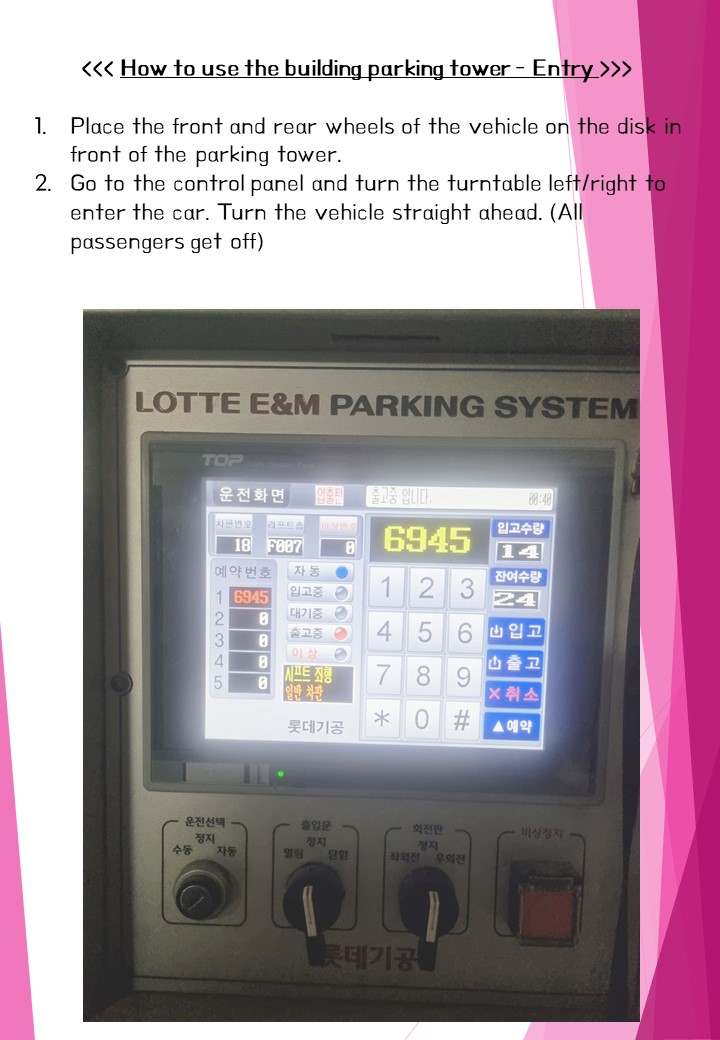 <<< How to use the building parking tower - Entry >>>
1. Place the front and rear wheels of the vehicle on the disk in
front of the parking tower.
2. Go to the control panel and turn the turntable left/right to
enter the car. Turn the vehicle straight ahead. (All
passengers get off)
LOTTE E&M PARKING SYSTEM
TOP
운전화면 입출판 출고중 입니다. 00:40
차판번호 리프트층 이상번호
18 F007 0
6945
입고수량
14
잔여수량
24
예약번호
1 6945
2 0
3 0
4 0
5 0
자동
입고중
대기중
출고중
이상
시프트 좌행
일반 차판
롯데기공
1 2 3
4 5 6
7 8 9
* 0 #
입고
출고
X 취소
▲예약
운전선택
정지
수동 자동
출입문
정지
열림 닫힘
회전판
정지
좌회전 우회전
비상정지
롯데기공